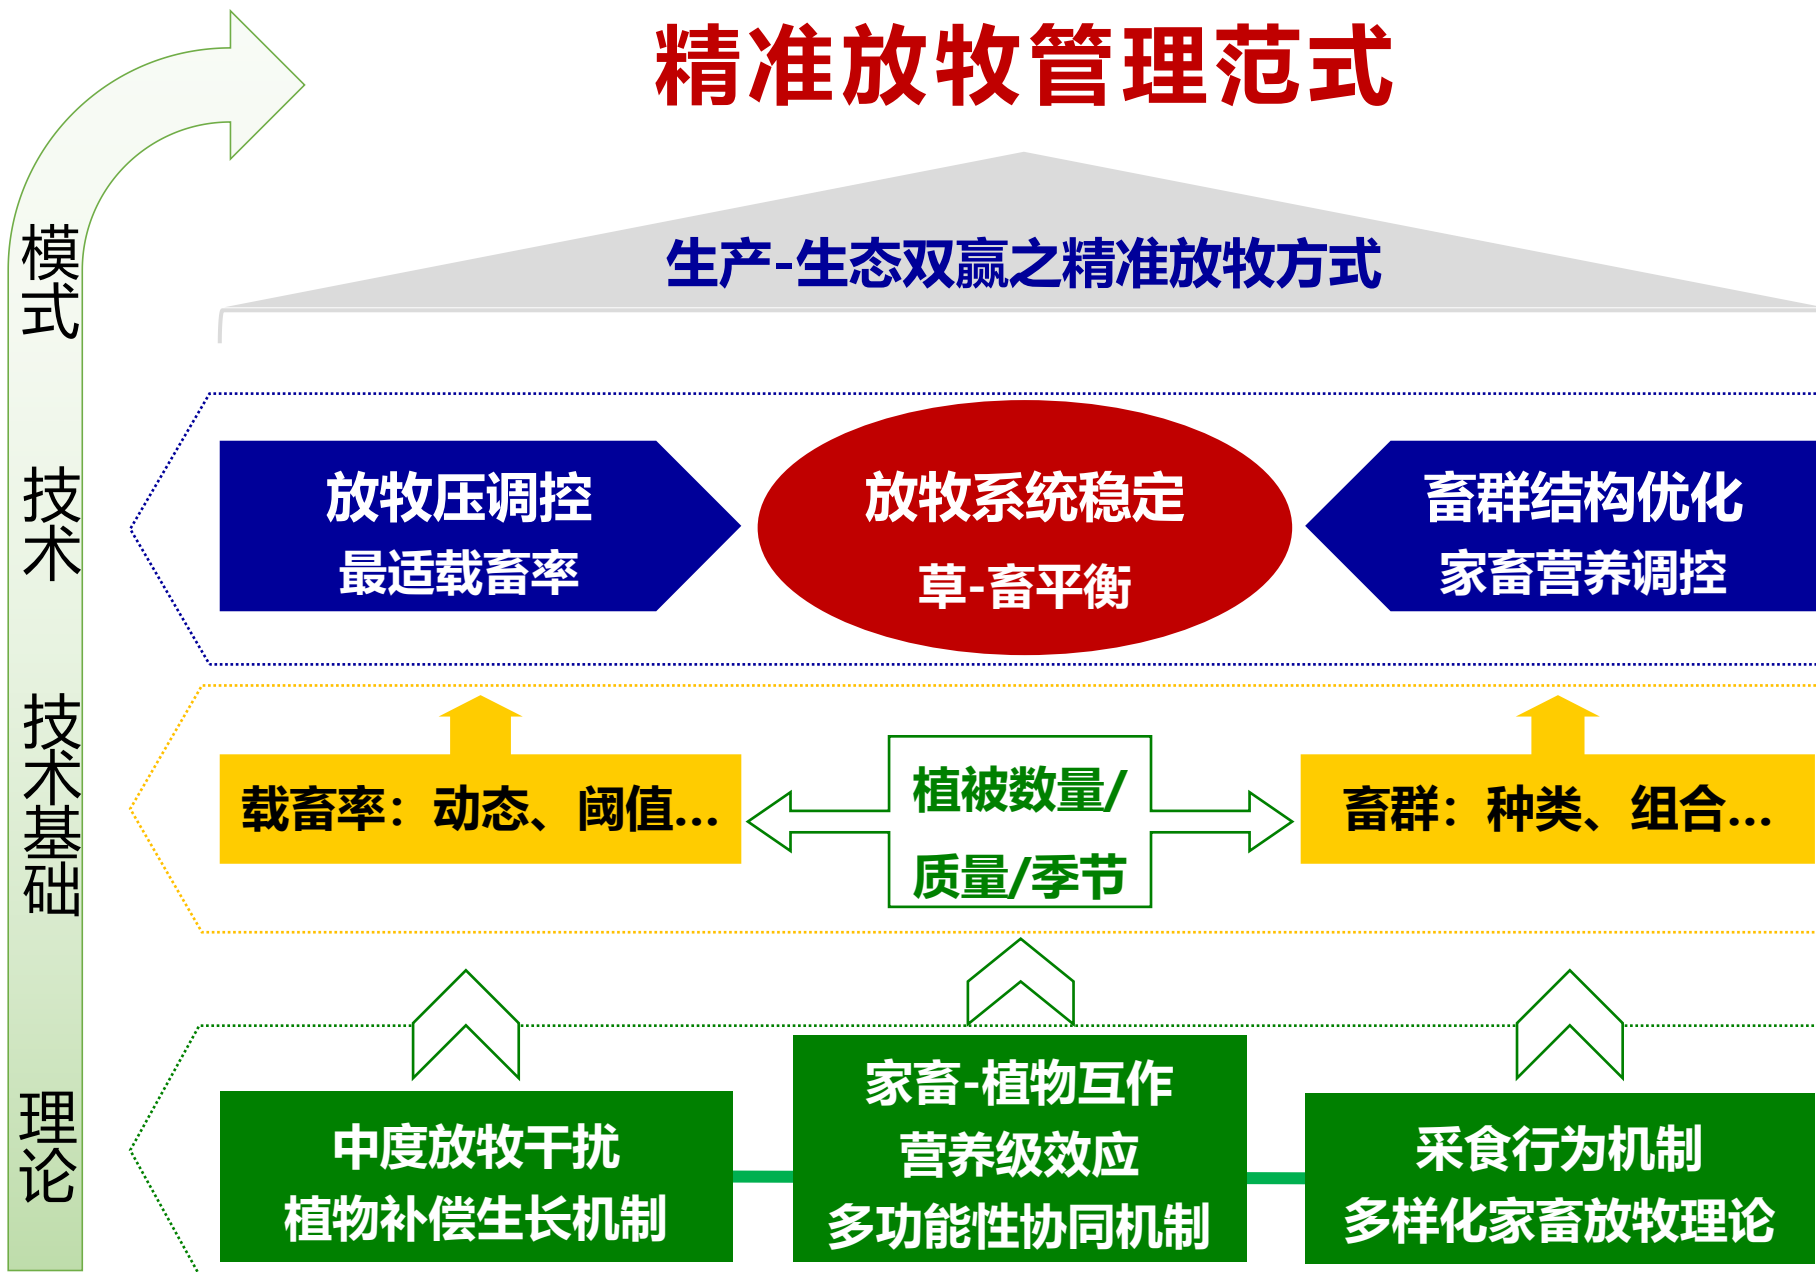 精准放牧管理范式
生产-生态双赢之精准放牧方式
模式
放牧压调控
最适载畜率
放牧系统稳定
草-畜平衡
畜群结构优化
家畜营养调控
技术
载畜率：动态、阈值...
植被数量/
质量/季节
畜群：种类、组合...
技术基础
中度放牧干扰
植物补偿生长机制
家畜-植物互作
营养级效应
多功能性协同机制
采食行为机制
多样化家畜放牧理论
理论